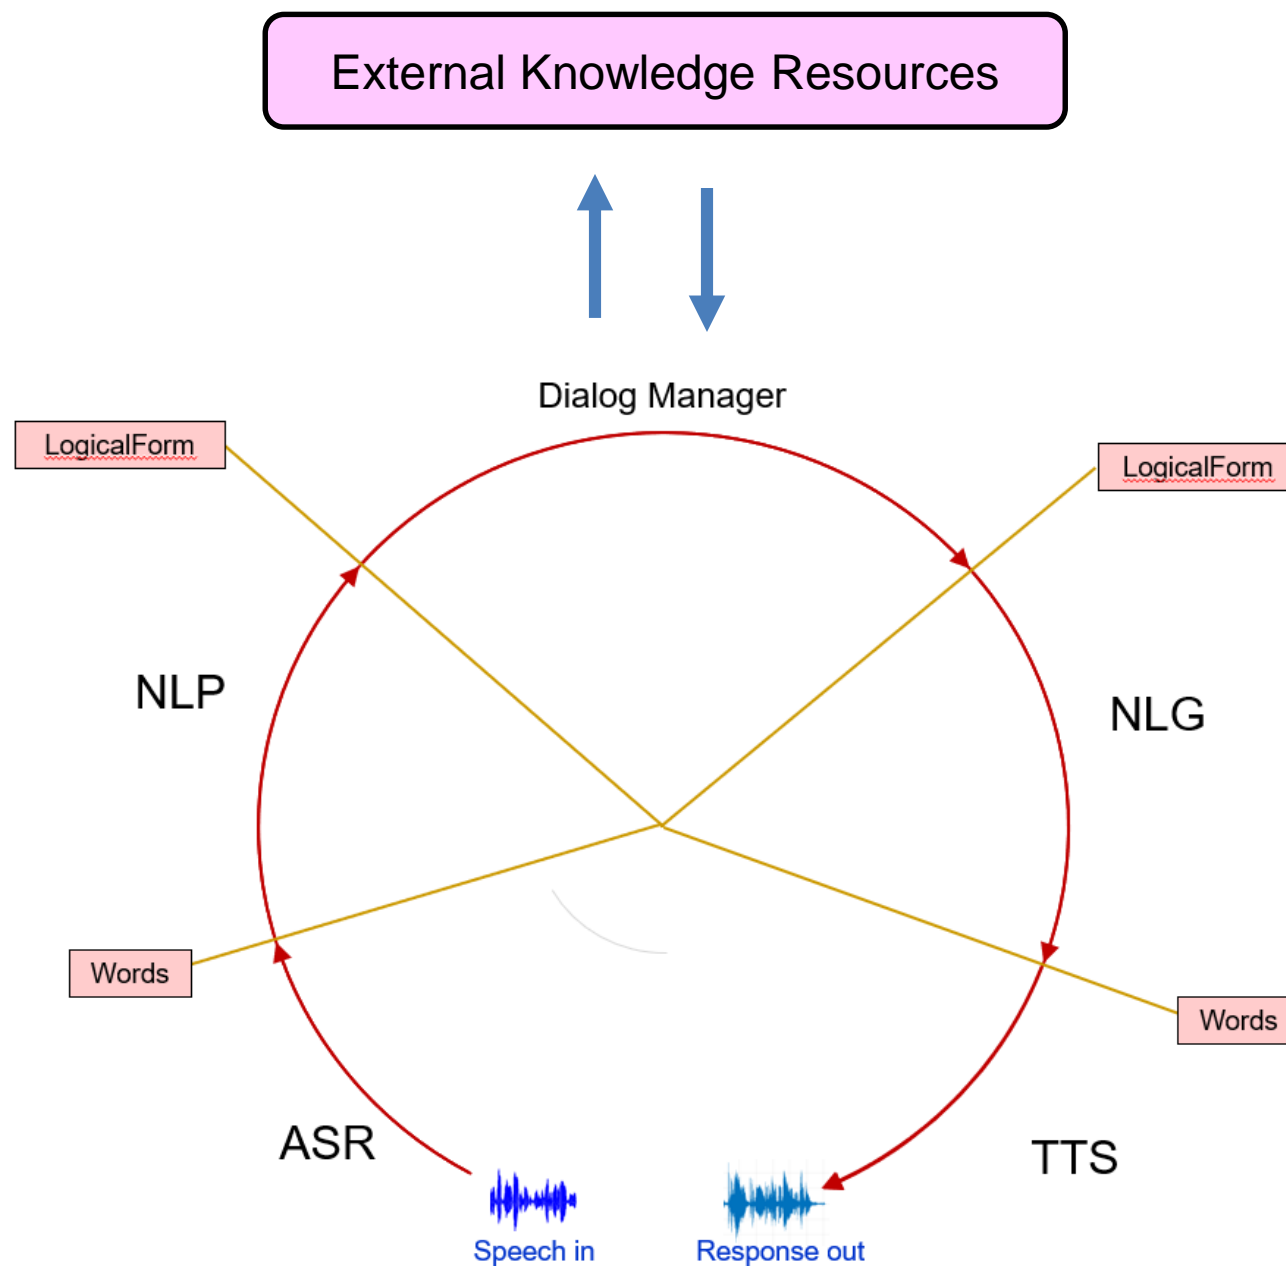 External Knowledge Resources
Dialog Manager
LogicalForm
LogicalForm
NLP
NLG
Words
Words
ASR
TTS
Speech in
Response out